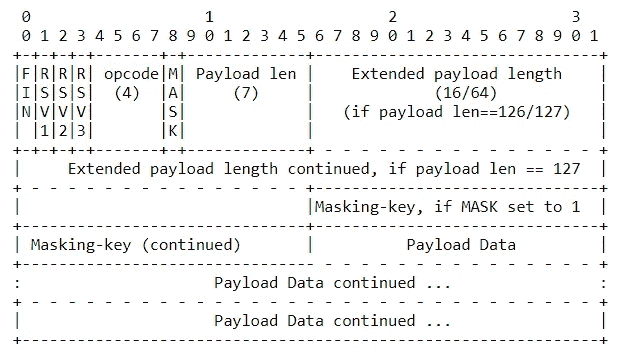 0                   1                   2                   3
0 1 2 3 4 5 6 7 8 9 0 1 2 3 4 5 6 7 8 9 0 1 2 3 4 5 6 7 8 9 0 1
+-+-+-+-+-------+-+-------------+-------------------------------+
|F|R|R|R| opcode|M| Payload len |    Extended payload length    |
|I|S|S|S|  (4)  |A|     (7)     |             (16/64)           |
|N|V|V|V|       |S|             |   (if payload len==126/127)   |
| |1|2|3|       |K|             |                               |
+-+-+-+-+-------+-+-------------+ - - - - - - - - - - - - - - - +
|     Extended payload length continued, if payload len == 127  |
+ - - - - - - - - - - - - - - - +-------------------------------+
|                               |Masking-key, if MASK set to 1  |
+-------------------------------+-------------------------------+
| Masking-key (continued)       |          Payload Data         |
+-------------------------------- - - - - - - - - - - - - - - - +
:                     Payload Data continued ...                :
+ - - - - - - - - - - - - - - - - - - - - - - - - - - - - - - - +
|                     Payload Data continued ...                |
+---------------------------------------------------------------+